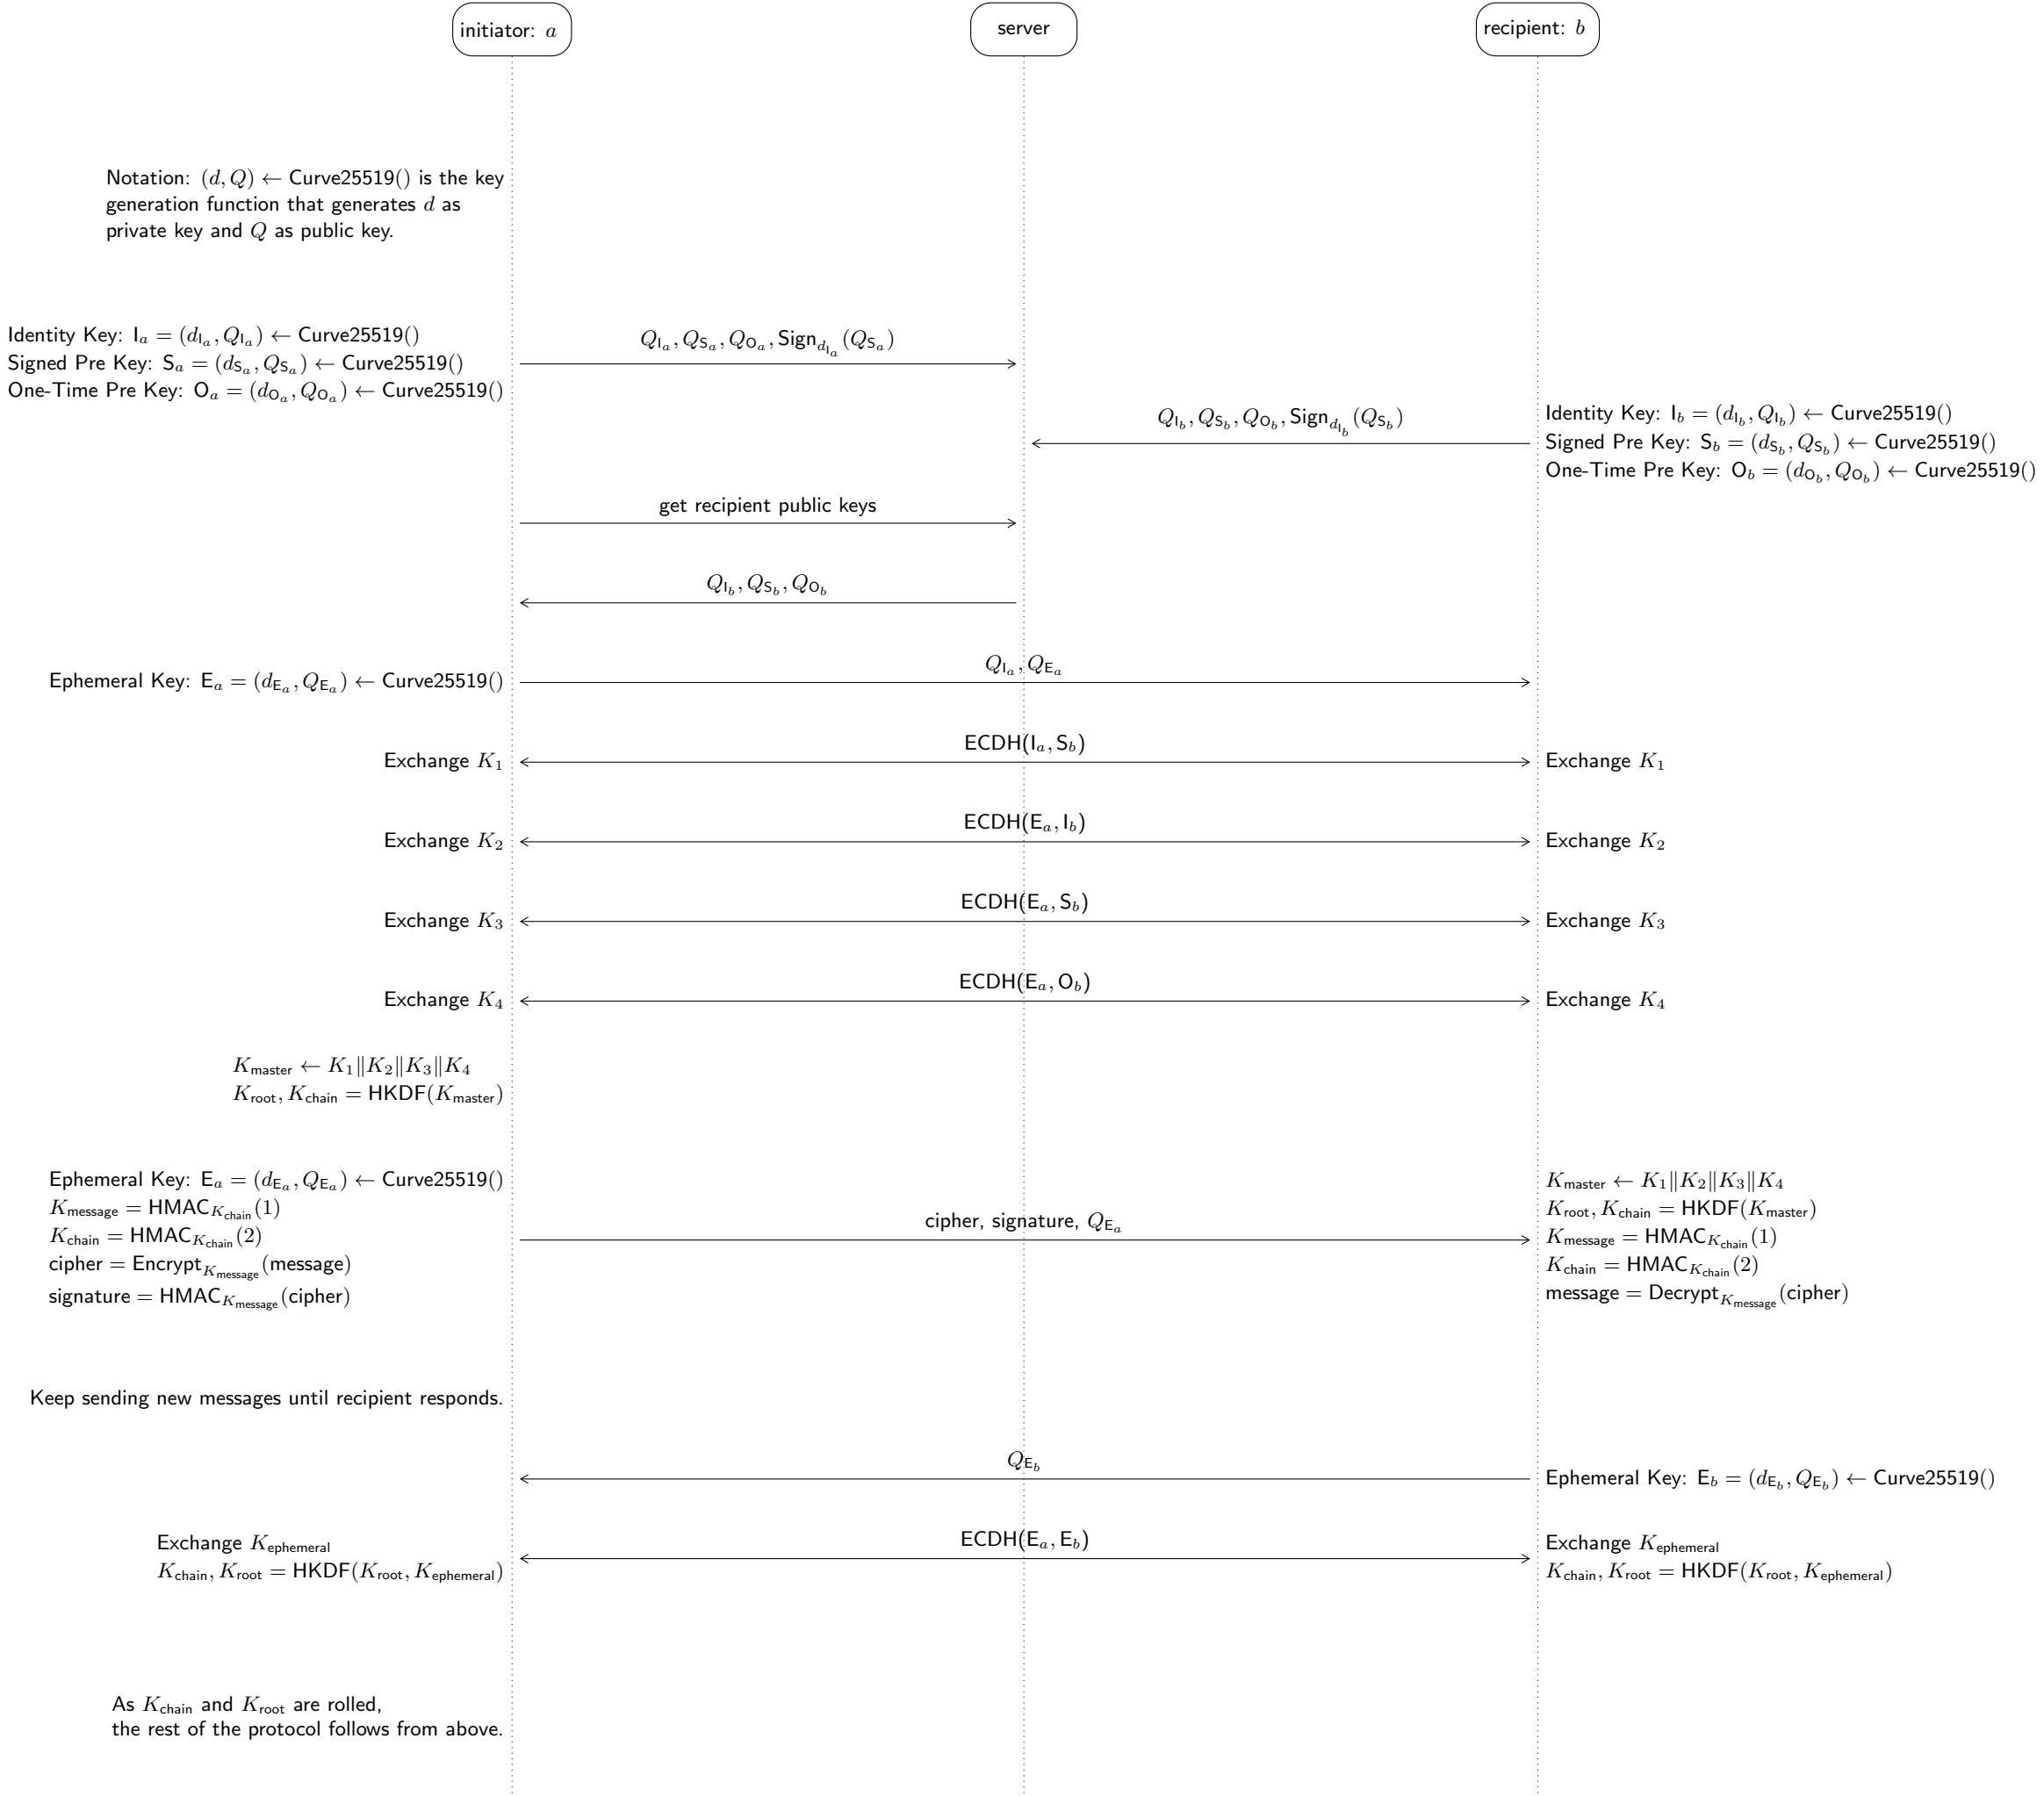 initiator: a
server
recipient: b
Notation: (d, Q) ← Curve25519() is the key
generation function that generates d as
private key and Q as public key.
Identity Key: I_a = (d_{I_a}, Q_{I_a}) ← Curve25519()
Signed Pre Key: S_a = (d_{S_a}, Q_{S_a}) ← Curve25519()
One-Time Pre Key: O_a = (d_{O_a}, Q_{O_a}) ← Curve25519()
Q_{I_a}, Q_{S_a}, Q_{O_a}, Sign_{d_{I_a}}(Q_{S_a})
Q_{I_b}, Q_{S_b}, Q_{O_b}, Sign_{d_{I_b}}(Q_{S_b})
Identity Key: I_b = (d_{I_b}, Q_{I_b}) ← Curve25519()
Signed Pre Key: S_b = (d_{S_b}, Q_{S_b}) ← Curve25519()
One-Time Pre Key: O_b = (d_{O_b}, Q_{O_b}) ← Curve25519()
get recipient public keys
Q_{I_b}, Q_{S_b}, Q_{O_b}
Ephemeral Key: E_a = (d_{E_a}, Q_{E_a}) ← Curve25519()
Q_{I_a}, Q_{E_a}
Exchange K_1
ECDH(I_a, S_b)
Exchange K_1
Exchange K_2
ECDH(E_a, I_b)
Exchange K_2
Exchange K_3
ECDH(E_a, S_b)
Exchange K_3
Exchange K_4
ECDH(E_a, O_b)
Exchange K_4
K_master ← K_1‖K_2‖K_3‖K_4
K_root, K_chain = HKDF(K_master)
Ephemeral Key: E_a = (d_{E_a}, Q_{E_a}) ← Curve25519()
K_message = HMAC_{K_chain}(1)
K_chain = HMAC_{K_chain}(2)
cipher = Encrypt_{K_message}(message)
signature = HMAC_{K_message}(cipher)
cipher, signature, Q_{E_a}
K_master ← K_1‖K_2‖K_3‖K_4
K_root, K_chain = HKDF(K_master)
K_message = HMAC_{K_chain}(1)
K_chain = HMAC_{K_chain}(2)
message = Decrypt_{K_message}(cipher)
Keep sending new messages until recipient responds.
Q_{E_b}
Ephemeral Key: E_b = (d_{E_b}, Q_{E_b}) ← Curve25519()
Exchange K_ephemeral
K_chain, K_root = HKDF(K_root, K_ephemeral)
ECDH(E_a, E_b)
Exchange K_ephemeral
K_chain, K_root = HKDF(K_root, K_ephemeral)
As K_chain and K_root are rolled,
the rest of the protocol follows from above.